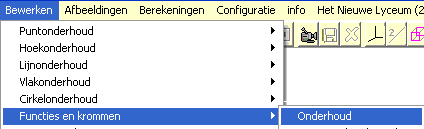 Bewerken Afbeeldingen Berekeningen Configuratie info Het Nieuwe Lyceum (2
Puntonderhoud
Hoekonderhoud
Lijnonderhoud
Vlakonderhoud
Cirkelonderhoud
Functies en krommen Onderhoud